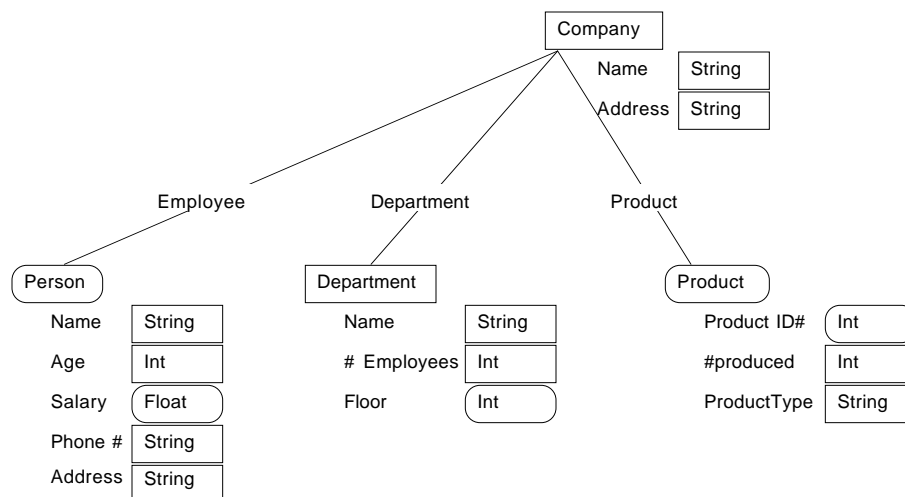 Company
Name String
Address String
Employee Department Product
Person Department Product
Name String Name String Product ID# Int
Age Int # Employees Int #produced Int
Salary Float Floor Int ProductType String
Phone # String
Address String